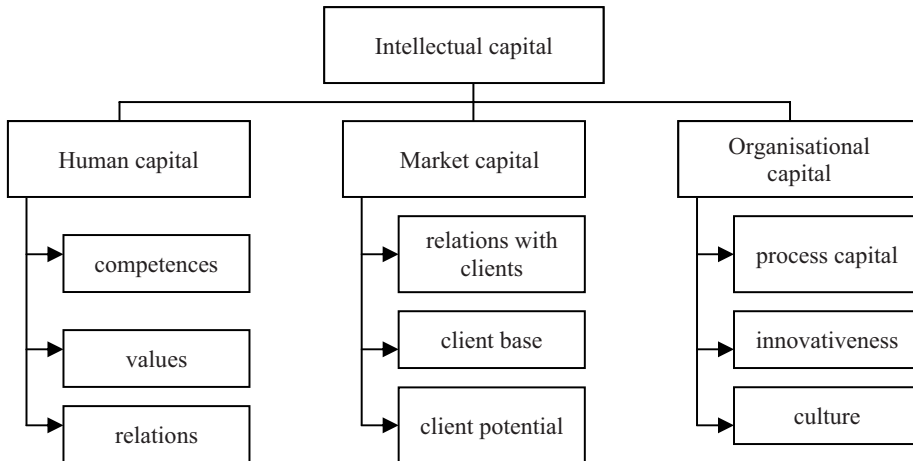 Intellectual capital
Human capital
Market capital
Organisational
capital
competences
values
relations
relations with
clients
client base
client potential
process capital
innovativeness
culture